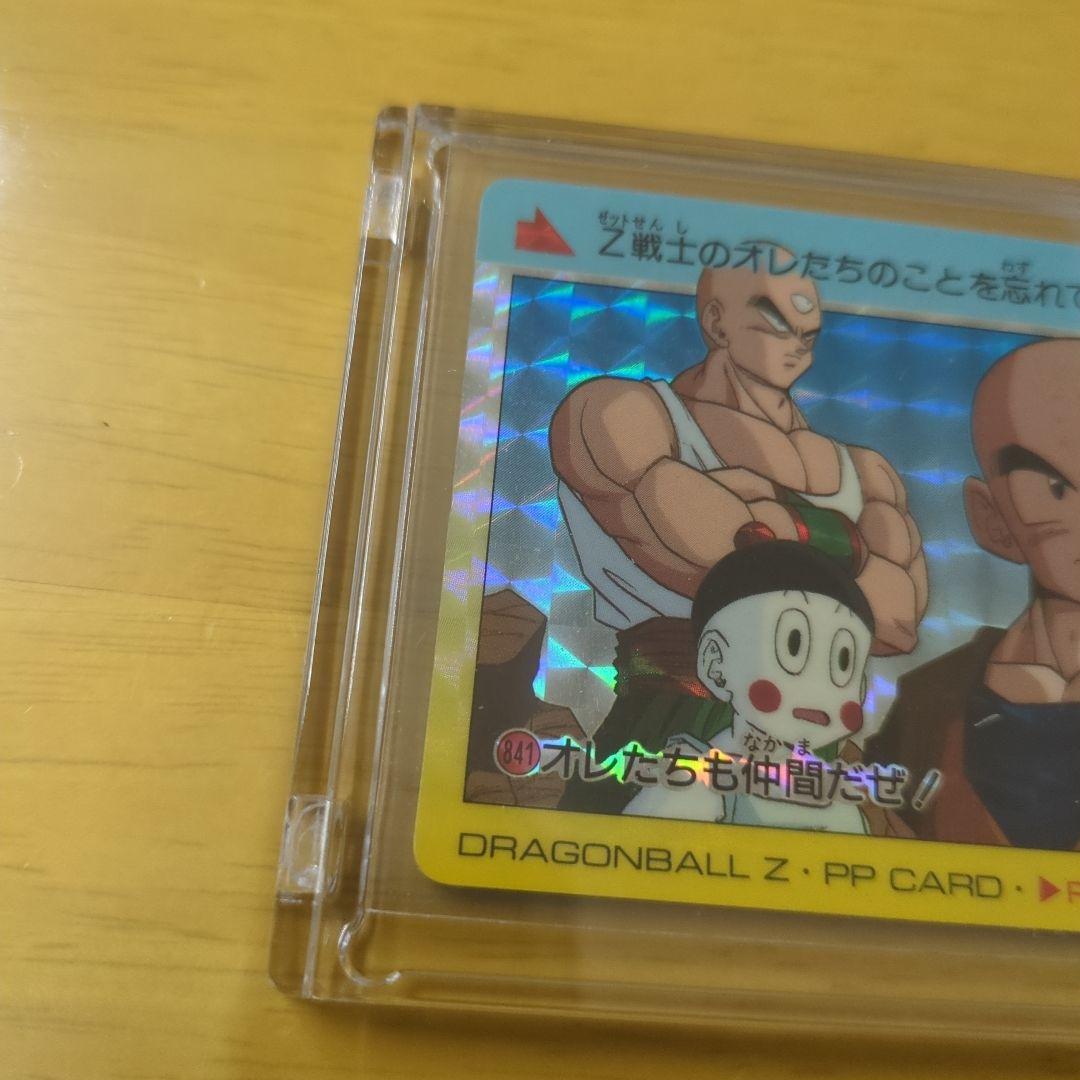 Z戦士のオレたちのことを忘れて
841 オレたちも仲間だぜ!
DRAGONBALL Z・PP CARD・▶